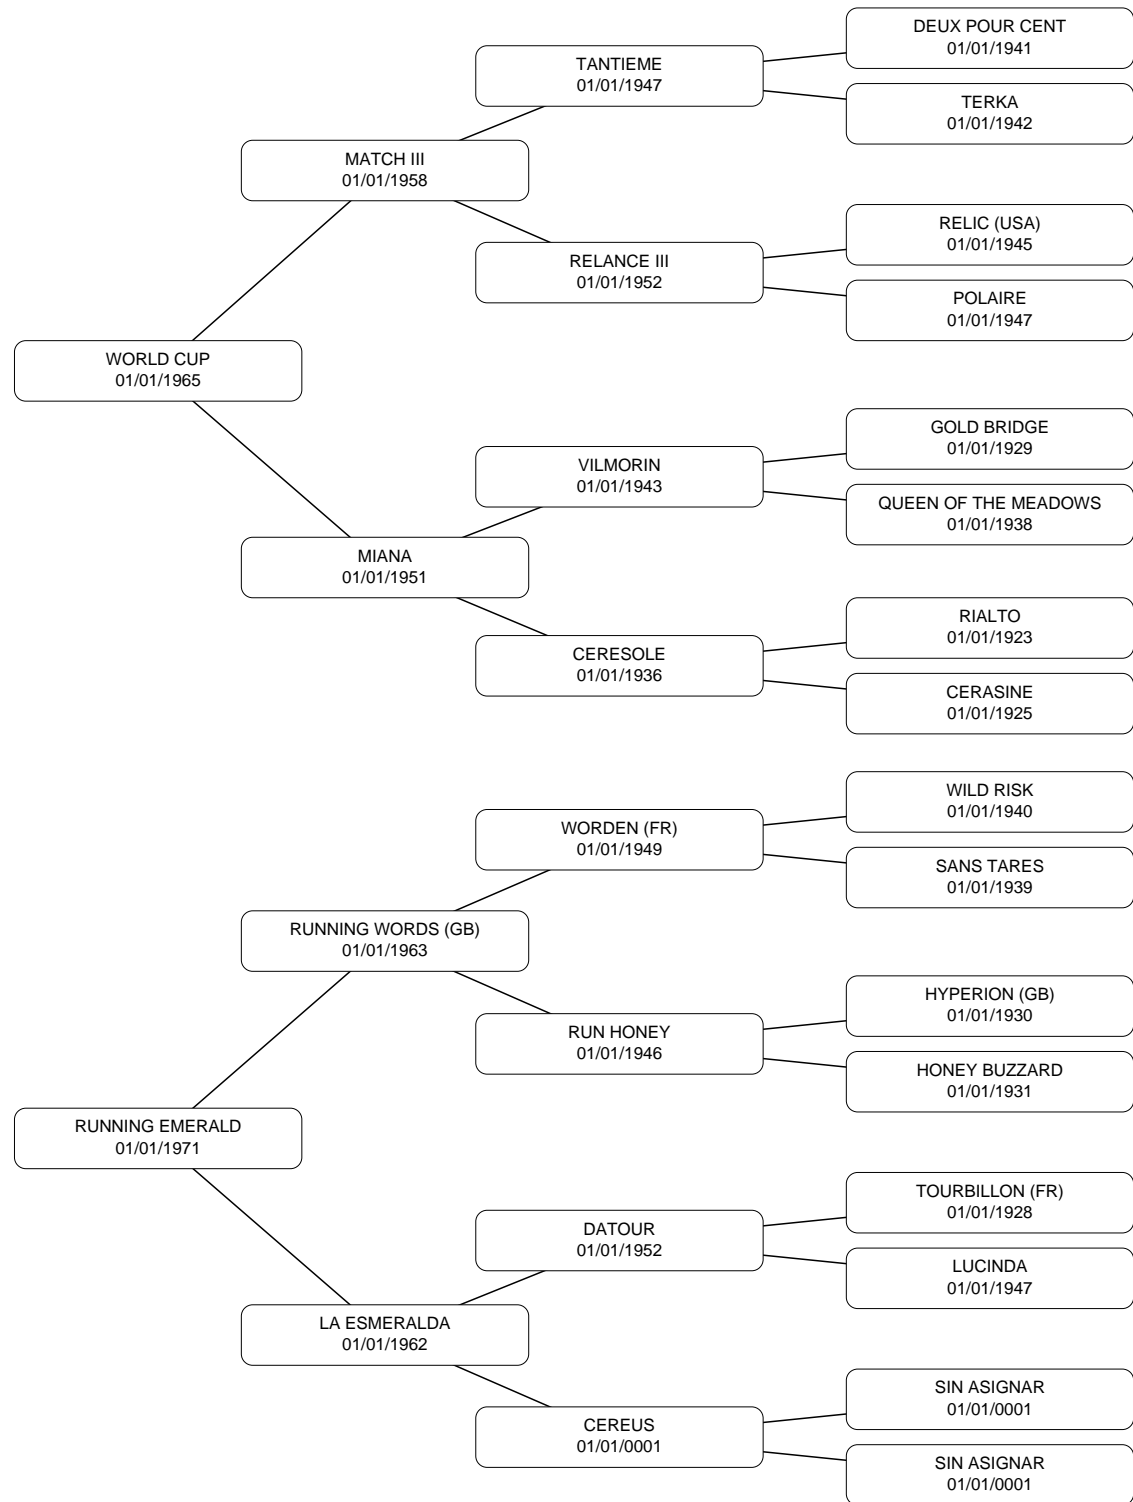 DEUX POUR CENT
01/01/1941
TANTIEME
01/01/1947
TERKA
01/01/1942
MATCH III
01/01/1958
RELIC (USA)
01/01/1945
RELANCE III
01/01/1952
POLAIRE
01/01/1947
WORLD CUP
01/01/1965
GOLD BRIDGE
01/01/1929
VILMORIN
01/01/1943
QUEEN OF THE MEADOWS
01/01/1938
MIANA
01/01/1951
RIALTO
01/01/1923
CERESOLE
01/01/1936
CERASINE
01/01/1925
WILD RISK
01/01/1940
WORDEN (FR)
01/01/1949
SANS TARES
01/01/1939
RUNNING WORDS (GB)
01/01/1963
HYPERION (GB)
01/01/1930
RUN HONEY
01/01/1946
HONEY BUZZARD
01/01/1931
RUNNING EMERALD
01/01/1971
TOURBILLON (FR)
01/01/1928
DATOUR
01/01/1952
LUCINDA
01/01/1947
LA ESMERALDA
01/01/1962
SIN ASIGNAR
01/01/0001
CEREUS
01/01/0001
SIN ASIGNAR
01/01/0001